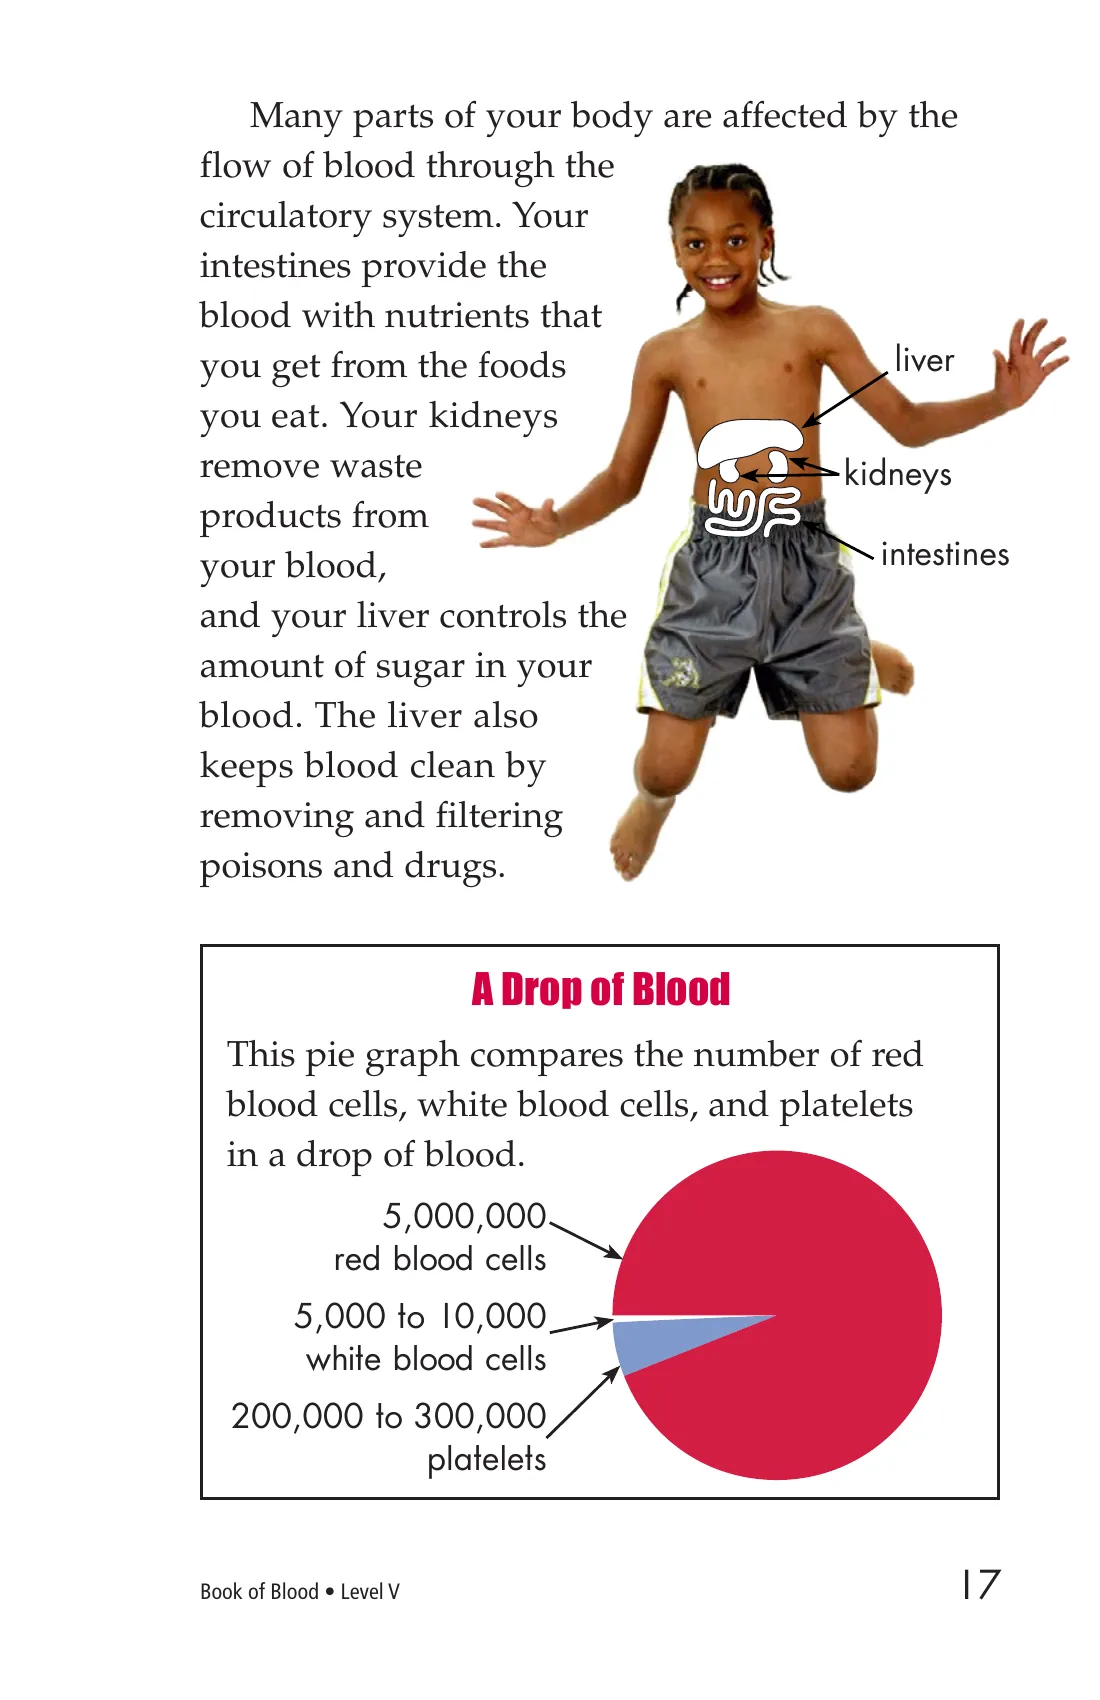 Many parts of your body are affected by the
flow of blood through the
circulatory system. Your
intestines provide the
blood with nutrients that
you get from the foods
you eat. Your kidneys
remove waste
products from
your blood,
and your liver controls the
amount of sugar in your
blood. The liver also
keeps blood clean by
removing and filtering
poisons and drugs.
liver
kidneys
intestines
A Drop of Blood
This pie graph compares the number of red
blood cells, white blood cells, and platelets
in a drop of blood.
5,000,000
red blood cells
5,000 to 10,000
white blood cells
200,000 to 300,000
platelets
Book of Blood • Level V
17